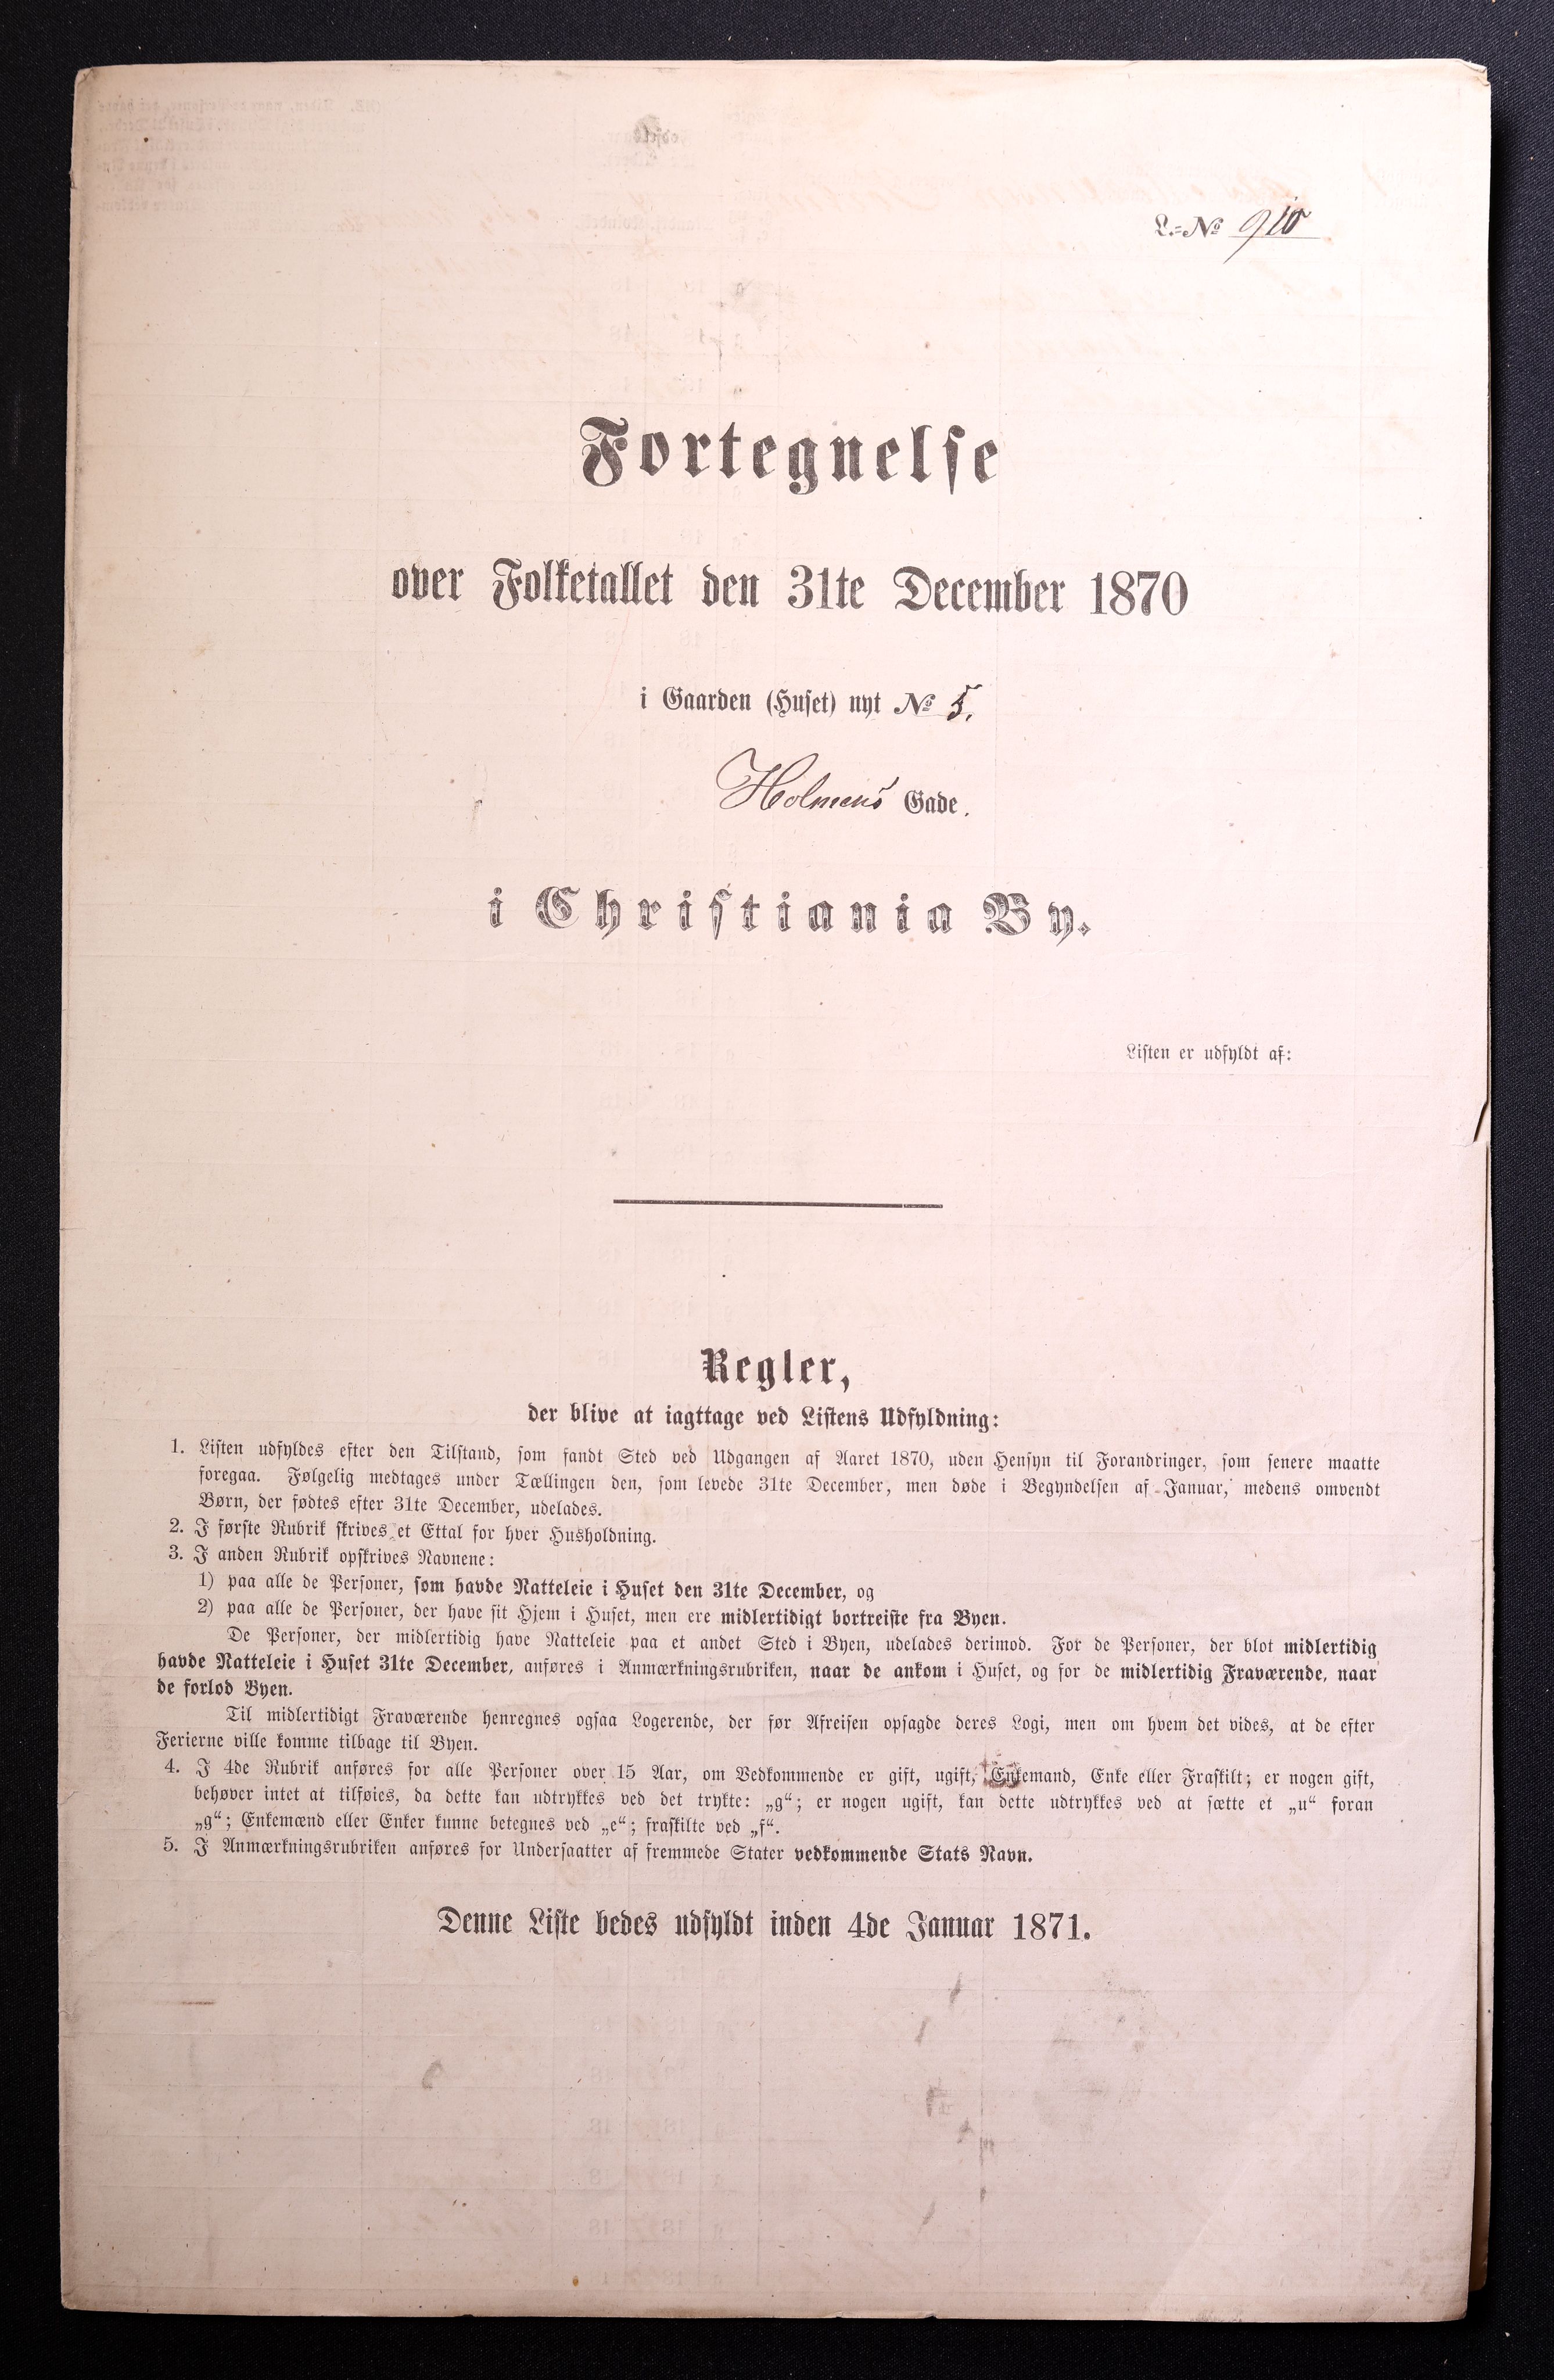 L.=No 910
Fortegnelse
over Folketallet den 31te December 1870
i Gaarden (Huset) nyt No 5.
Holmens Gade.
i Christiania By.
Listen er udfyldt af:
Regler,
der blive at iagttage ved Listens Udfyldning:
1. Listen udfyldes efter den Tilstand, som fandt Sted ved Udgangen af Aaret 1870, uden Hensyn til Forandringer, som senere maatte
foregaa. Følgelig medtages under Tællingen den, som levede 31te December, men døde i Begyndelsen af Januar, medens omvendt
Børn, der fødtes efter 31te December, udelades.
2. I første Rubrik skrives et Ettal for hver Husholdning.
3. I anden Rubrik opskrives Navnene:
1) paa alle de Personer, som havde Natteleie i Huset den 31te December, og
2) paa alle de Personer, der have sit Hjem i Huset, men ere midlertidigt bortreiste fra Byen.
De Personer, der midlertidig have Natteleie paa et andet Sted i Byen, udelades derimod. For de Personer, der blot midlertidig
havde Natteleie i Huset 31te December, anføres i Anmærkningsrubriken, naar de ankom i Huset, og for de midlertidig Fraværende, naar
de forlod Byen.
Til midlertidigt Fraværende henregnes ogsaa Logerende, der før Afreisen opsagde deres Logi, men om hvem det vides, at de efter
Ferierne ville komme tilbage til Byen.
4. I 4de Rubrik anføres for alle Personer over 15 Aar, om Vedkommende er gift, ugift, Enkemand, Enke eller Fraskilt; er nogen gift,
behøver intet at tilføies, da dette kan udtrykkes ved det trykte: „g“; er nogen ugift, kan dette udtrykkes ved at sætte et „u“ foran
„g“; Enkemænd eller Enker kunne betegnes ved „e“; fraskilte ved „f“.
5. I Anmærkningsrubriken anføres for Undersaatter af fremmede Stater vedkommende Stats Navn.
Denne Liste bedes udfyldt inden 4de Januar 1871.